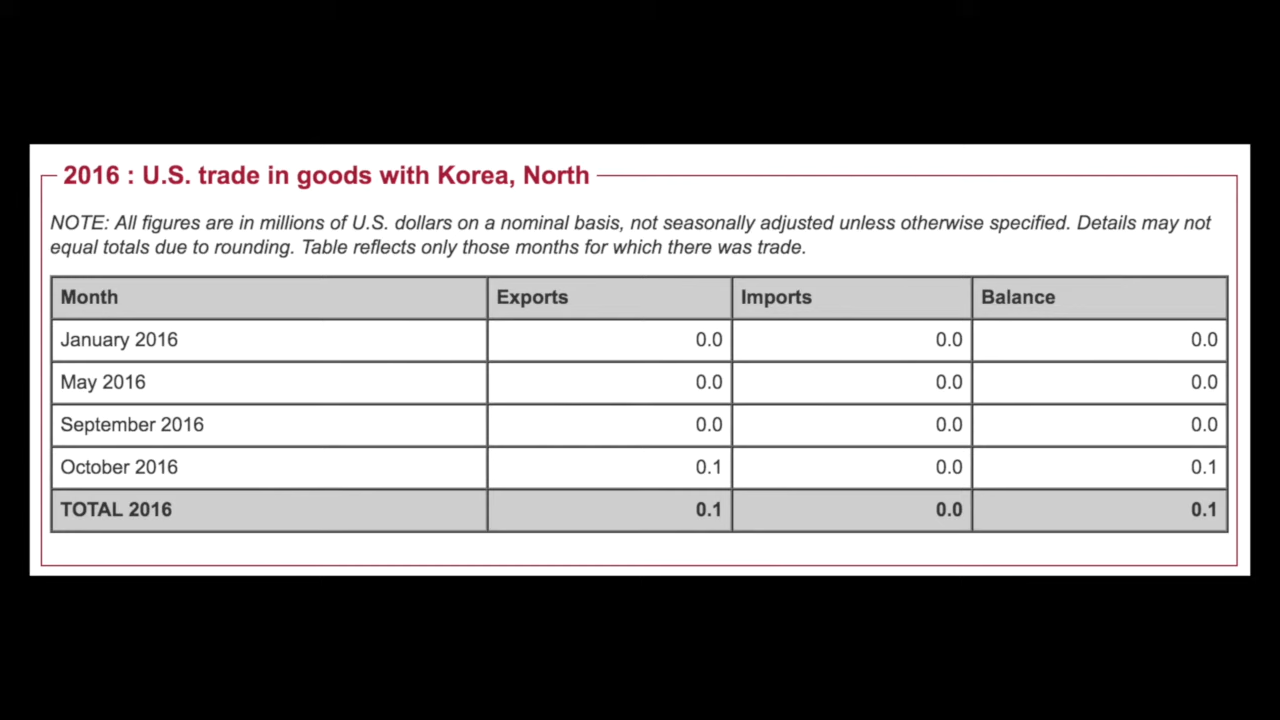 2016 : U.S. trade in goods with Korea, North
NOTE: All figures are in millions of U.S. dollars on a nominal basis, not seasonally adjusted unless otherwise specified. Details may not
equal totals due to rounding. Table reflects only those months for which there was trade.
Month Exports Imports Balance
January 2016 0.0 0.0 0.0
May 2016 0.0 0.0 0.0
September 2016 0.0 0.0 0.0
October 2016 0.1 0.0 0.1
TOTAL 2016 0.1 0.0 0.1